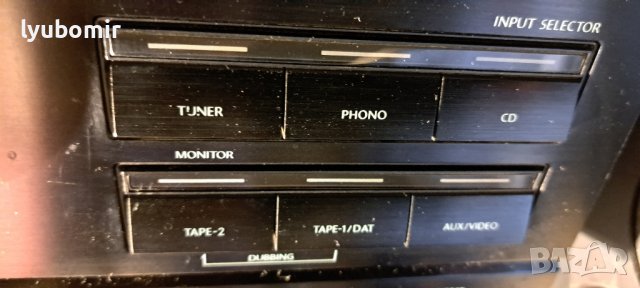 lyubomir
INPUT SELECTOR
TUNER PHONO CD
MONITOR
TAPE-2 TAPE-1/DAT AUX/VIDEO
DUBBING
BAZAR